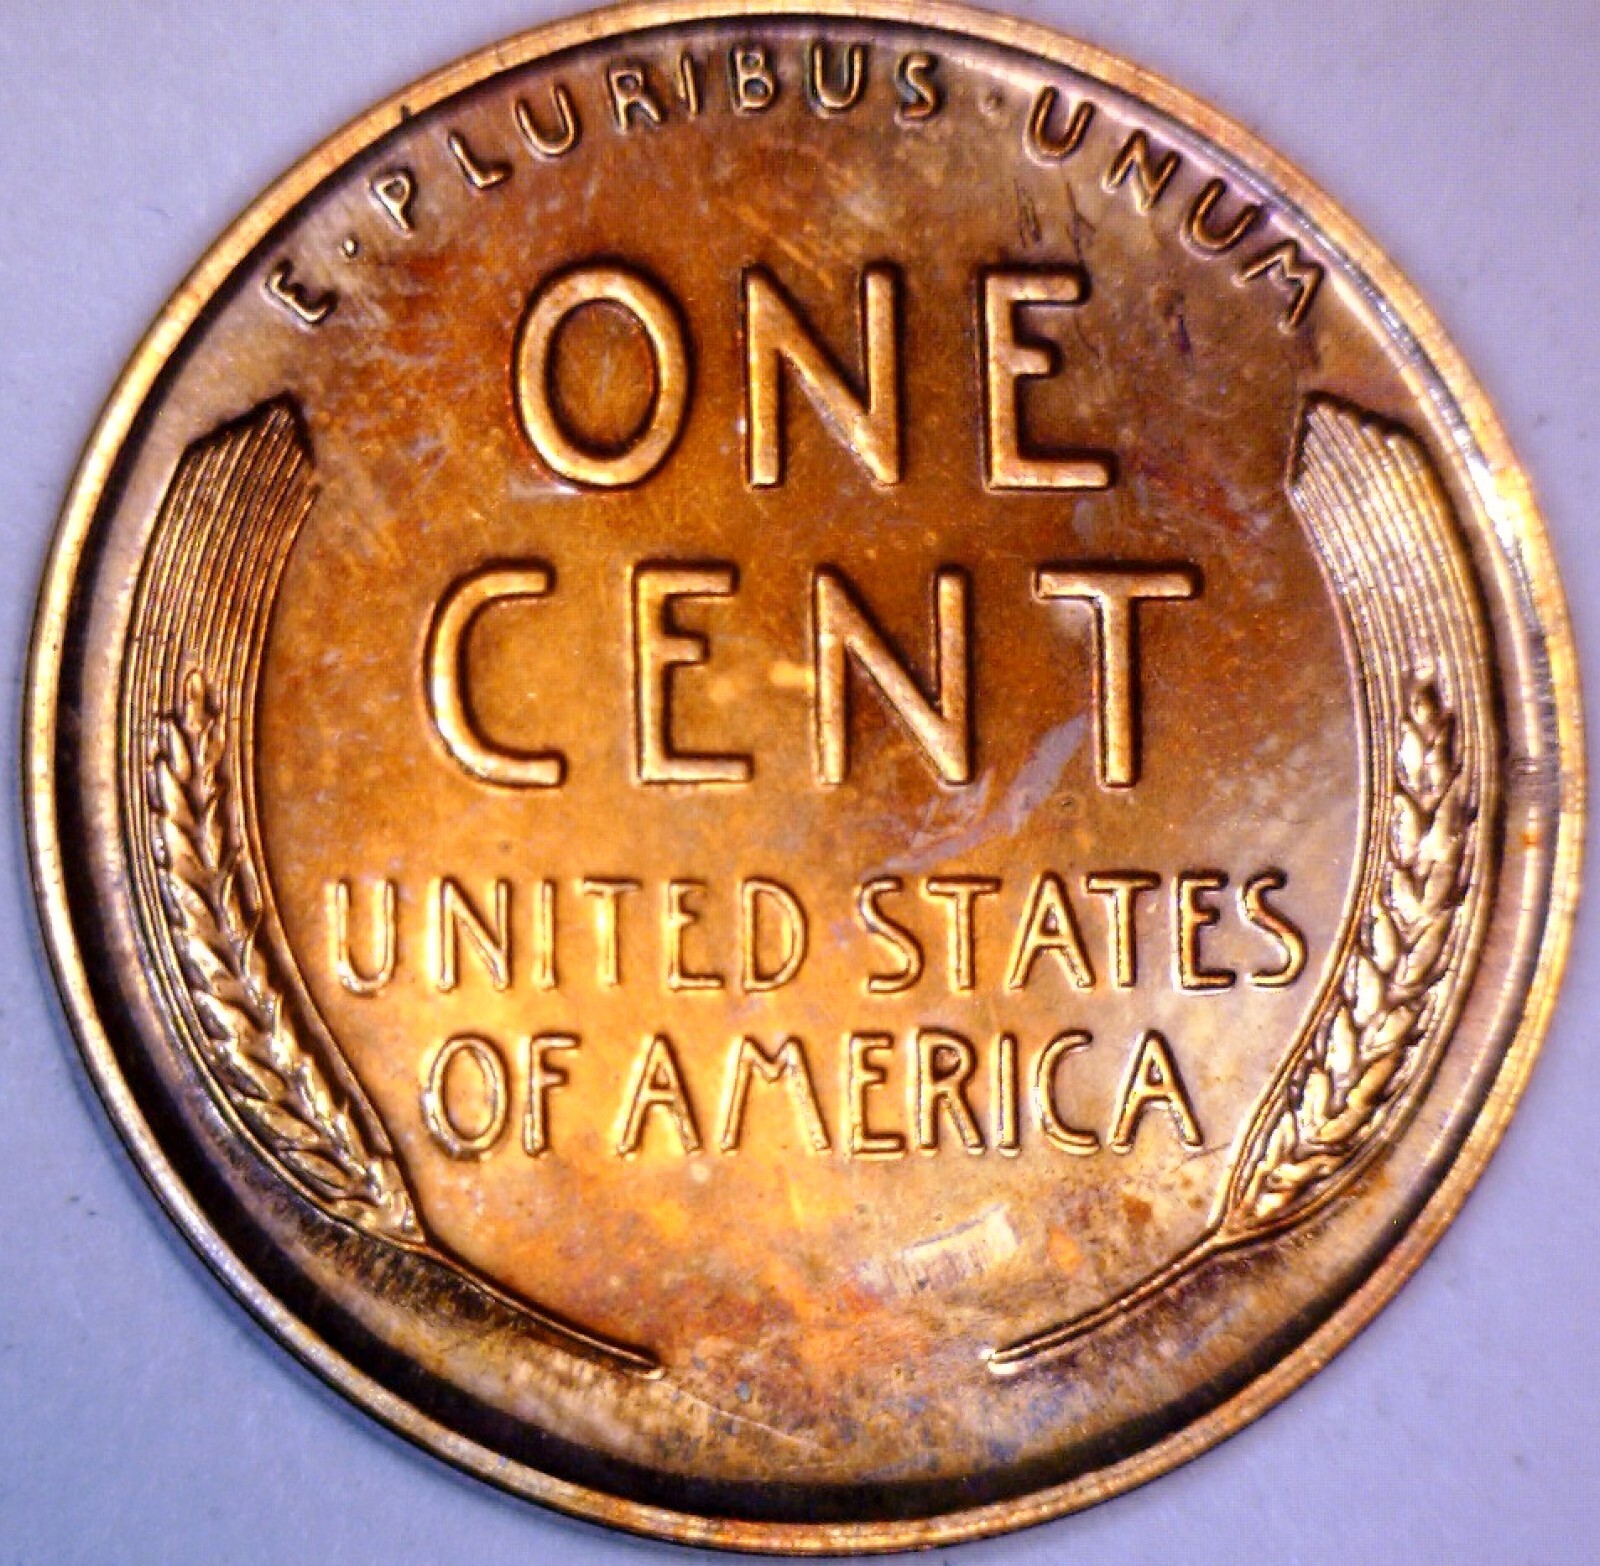 E·PLURIBUS·UNUM
ONE
CENT
UNITED STATES
OF AMERICA